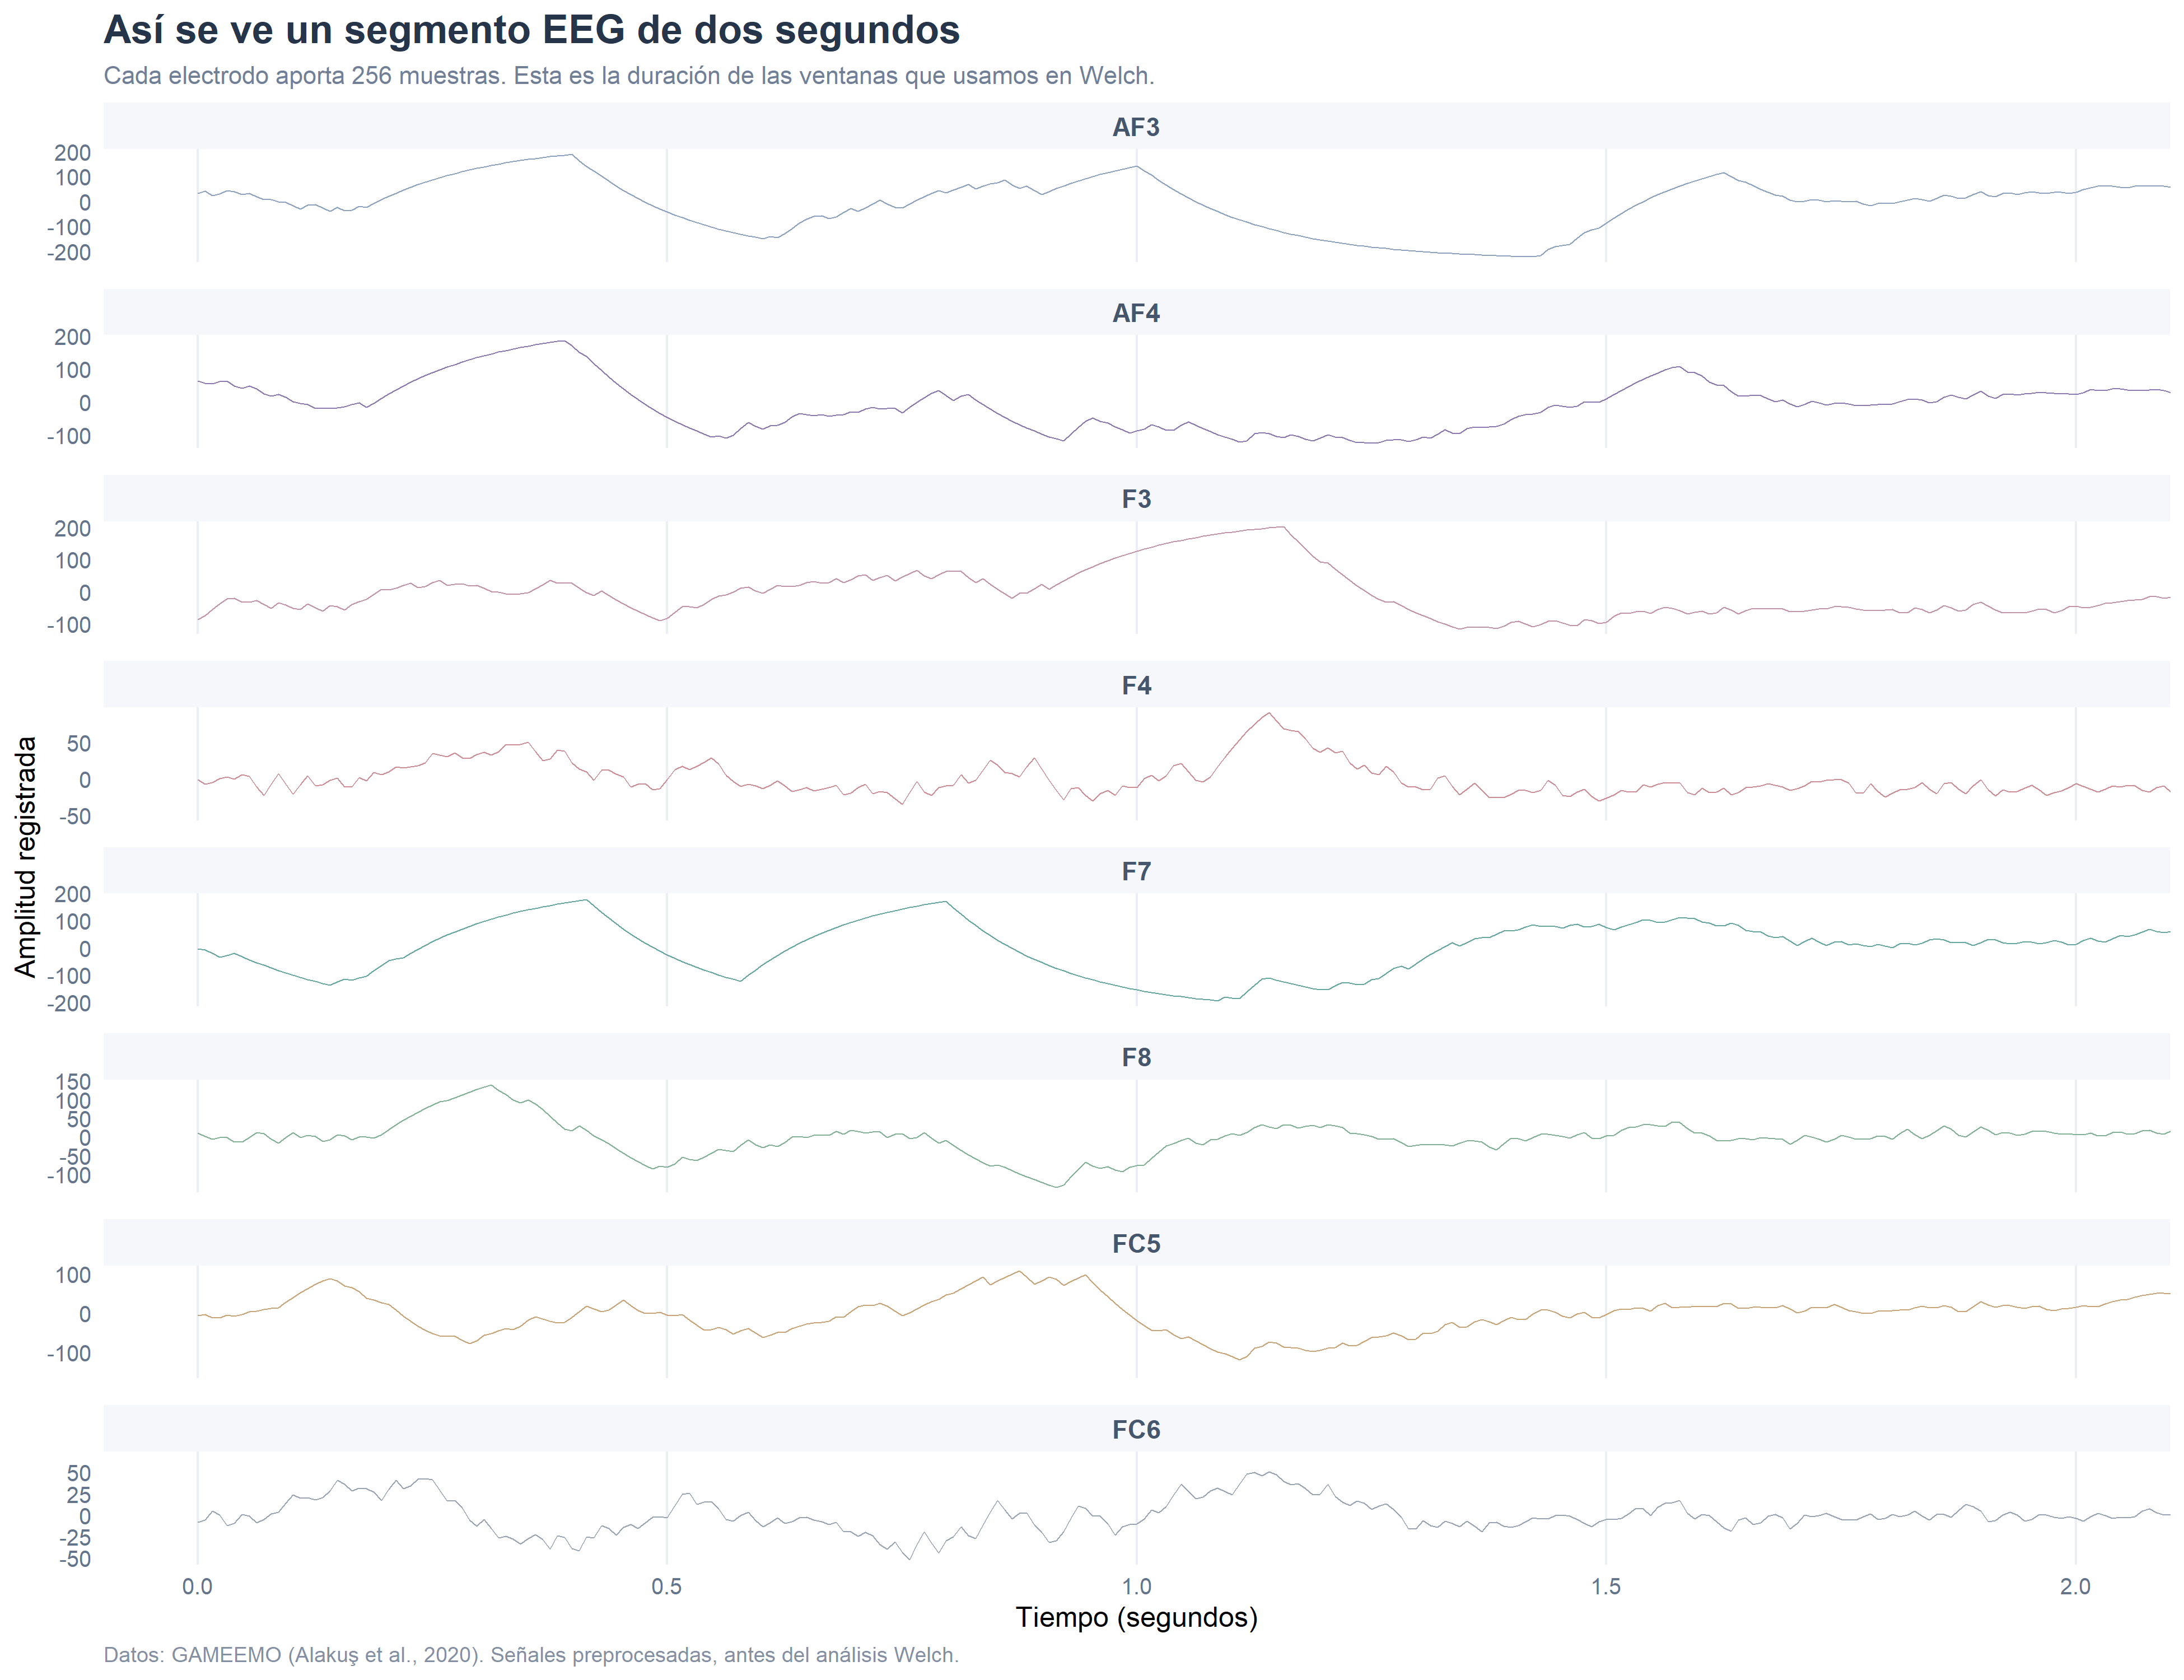 Así se ve un segmento EEG de dos segundos
Cada electrodo aporta 256 muestras. Esta es la duración de las ventanas que usamos en Welch.
AF3
200
100
0
-100
-200
AF4
200
100
0
-100
F3
200
100
0
-100
F4
50
0
-50
F7
200
100
0
-100
-200
F8
150
100
50
0
-50
-100
FC5
100
0
-100
FC6
50
25
0
-25
-50
Amplitud registrada
0.0 0.5 1.0 1.5 2.0
Tiempo (segundos)
Datos: GAMEEMO (Alakuş et al., 2020). Señales preprocesadas, antes del análisis Welch.